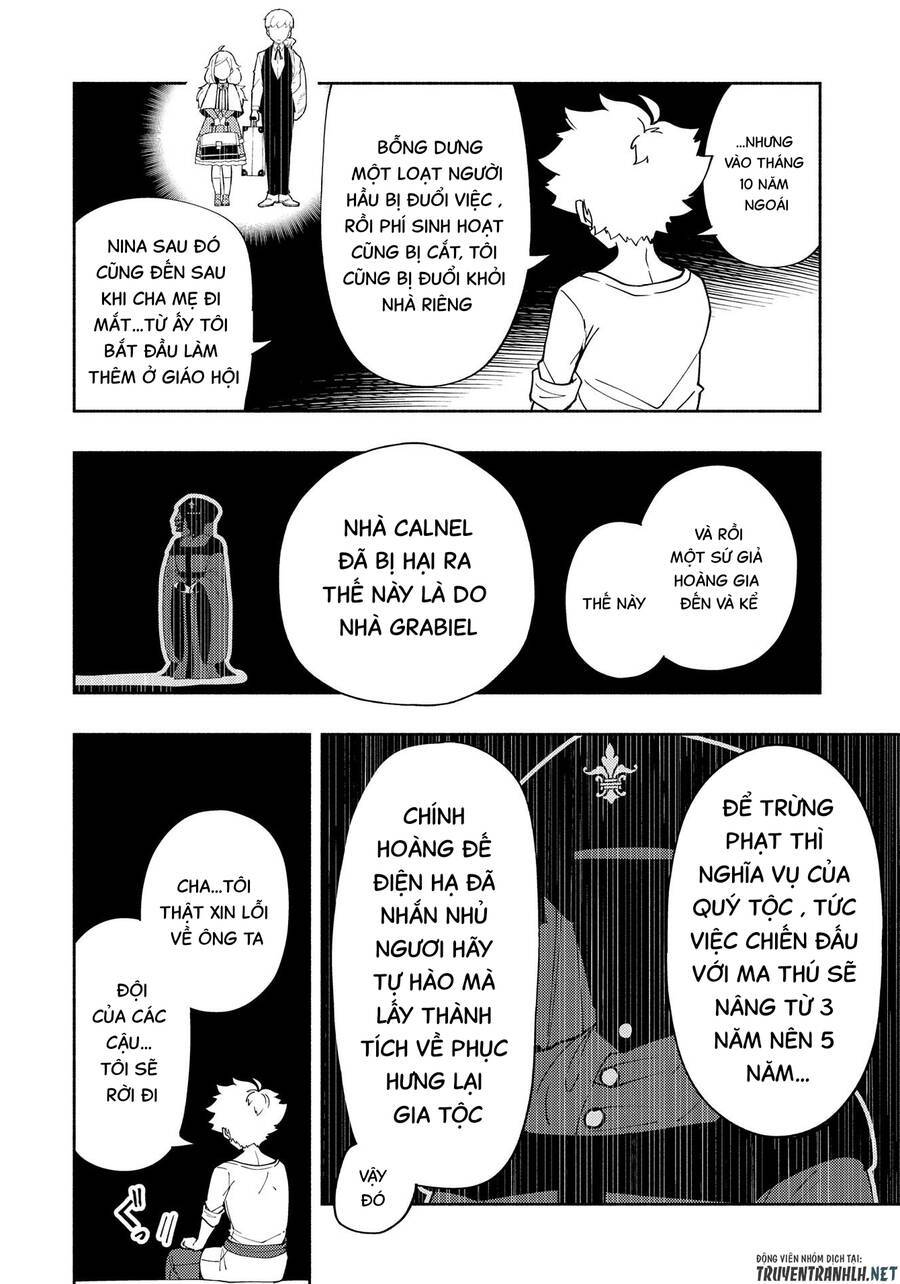 ...NHƯNG
VÀO THÁNG
10 NĂM
NGOÁI
BỖNG DƯNG
MỘT LOẠT NGƯỜI
HẦU BỊ ĐUỔI VIỆC ,
RỒI PHÍ SINH HOẠT
CŨNG BỊ CẮT, TÔI
CŨNG BỊ ĐUỔI KHỎI
NHÀ RIÊNG
NINA SAU ĐÓ
CŨNG ĐẾN SAU
KHI CHA MẸ ĐI
MẮT...TỪ ẤY TÔI
BẮT ĐẦU LÀM
THÊM Ở GIÁO HỘI
VÀ RỒI
MỘT SỨ GIẢ
HOÀNG GIA
ĐẾN VÀ KỂ
THẾ NÀY
NHÀ CALNEL
ĐÃ BỊ HẠI RA
THẾ NÀY LÀ DO
NHÀ GRABIEL
ĐỂ TRỪNG
PHẠT THÌ
NGHĨA VỤ CỦA
QUÝ TỘC , TỨC
VIỆC CHIẾN ĐẤU
VỚI MA THÚ SẼ
NÂNG TỪ 3
NĂM NÊN 5
NĂM...
CHÍNH
HOÀNG ĐẾ
ĐIỆN HẠ ĐÃ
NHẮN NHỦ
NGƯƠI HÃY
TỰ HÀO MÀ
LẤY THÀNH
TÍCH VỀ PHỤC
HƯNG LẠI
GIA TỘC
VẬY
ĐÓ
CHA...TÔI
THẬT XIN LỖI
VỀ ÔNG TA
ĐỘI
CỦA CÁC
CẬU...
TÔI SẼ
RỜI ĐI
ĐỘNG VIÊN NHÓM DỊCH TẠI:
TRUYENTRANHLH.NET